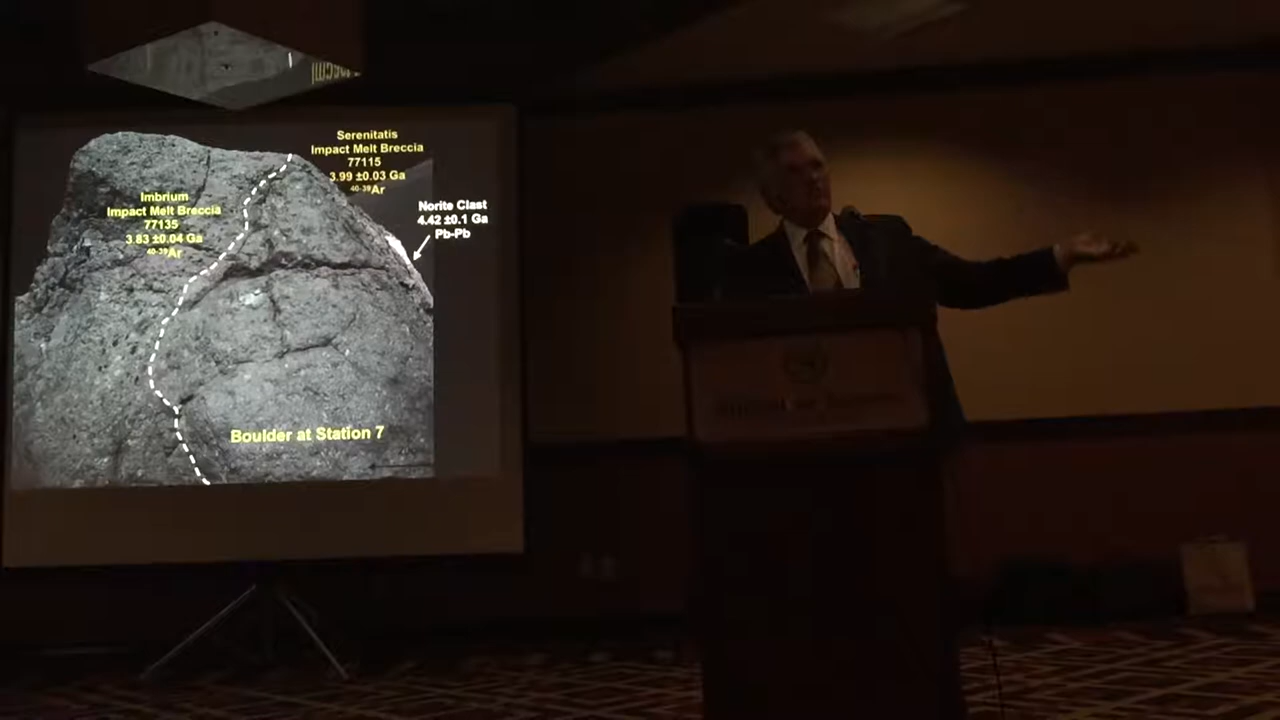 Serenitatis
Impact Melt Breccia
77115
3.99 ±0.03 Ga
40-39Ar
Imbrium
Impact Melt Breccia
77135
3.83 ±0.04 Ga
40-39Ar
Norite Clast
4.42 ±0.1 Ga
Pb-Pb
Boulder at Station 7